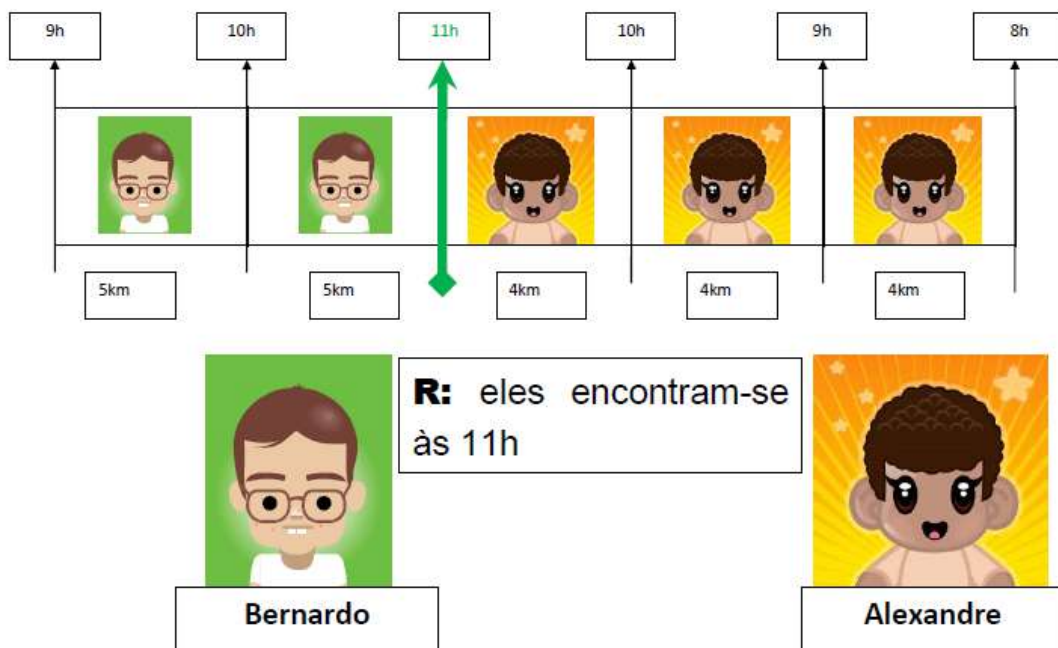 9h 10h 11h 10h 9h 8h
5km 5km 4km 4km 4km
R: eles encontram-se
às 11h
Bernardo Alexandre